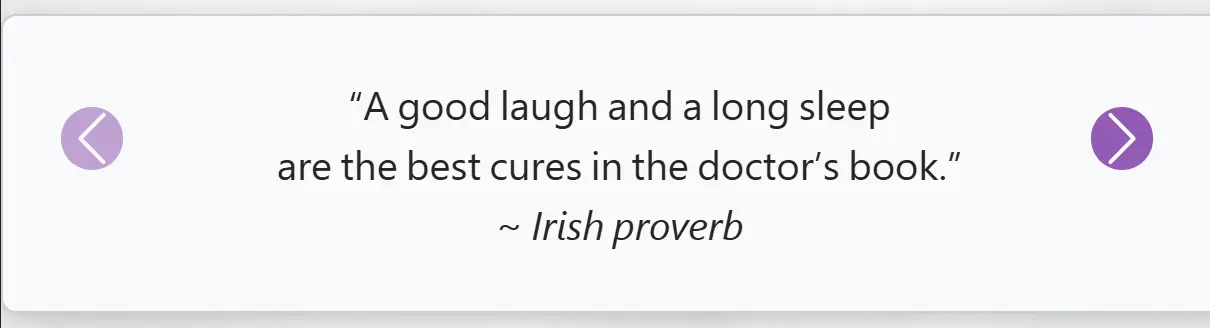 “A good laugh and a long sleep
are the best cures in the doctor’s book.”
~ Irish proverb